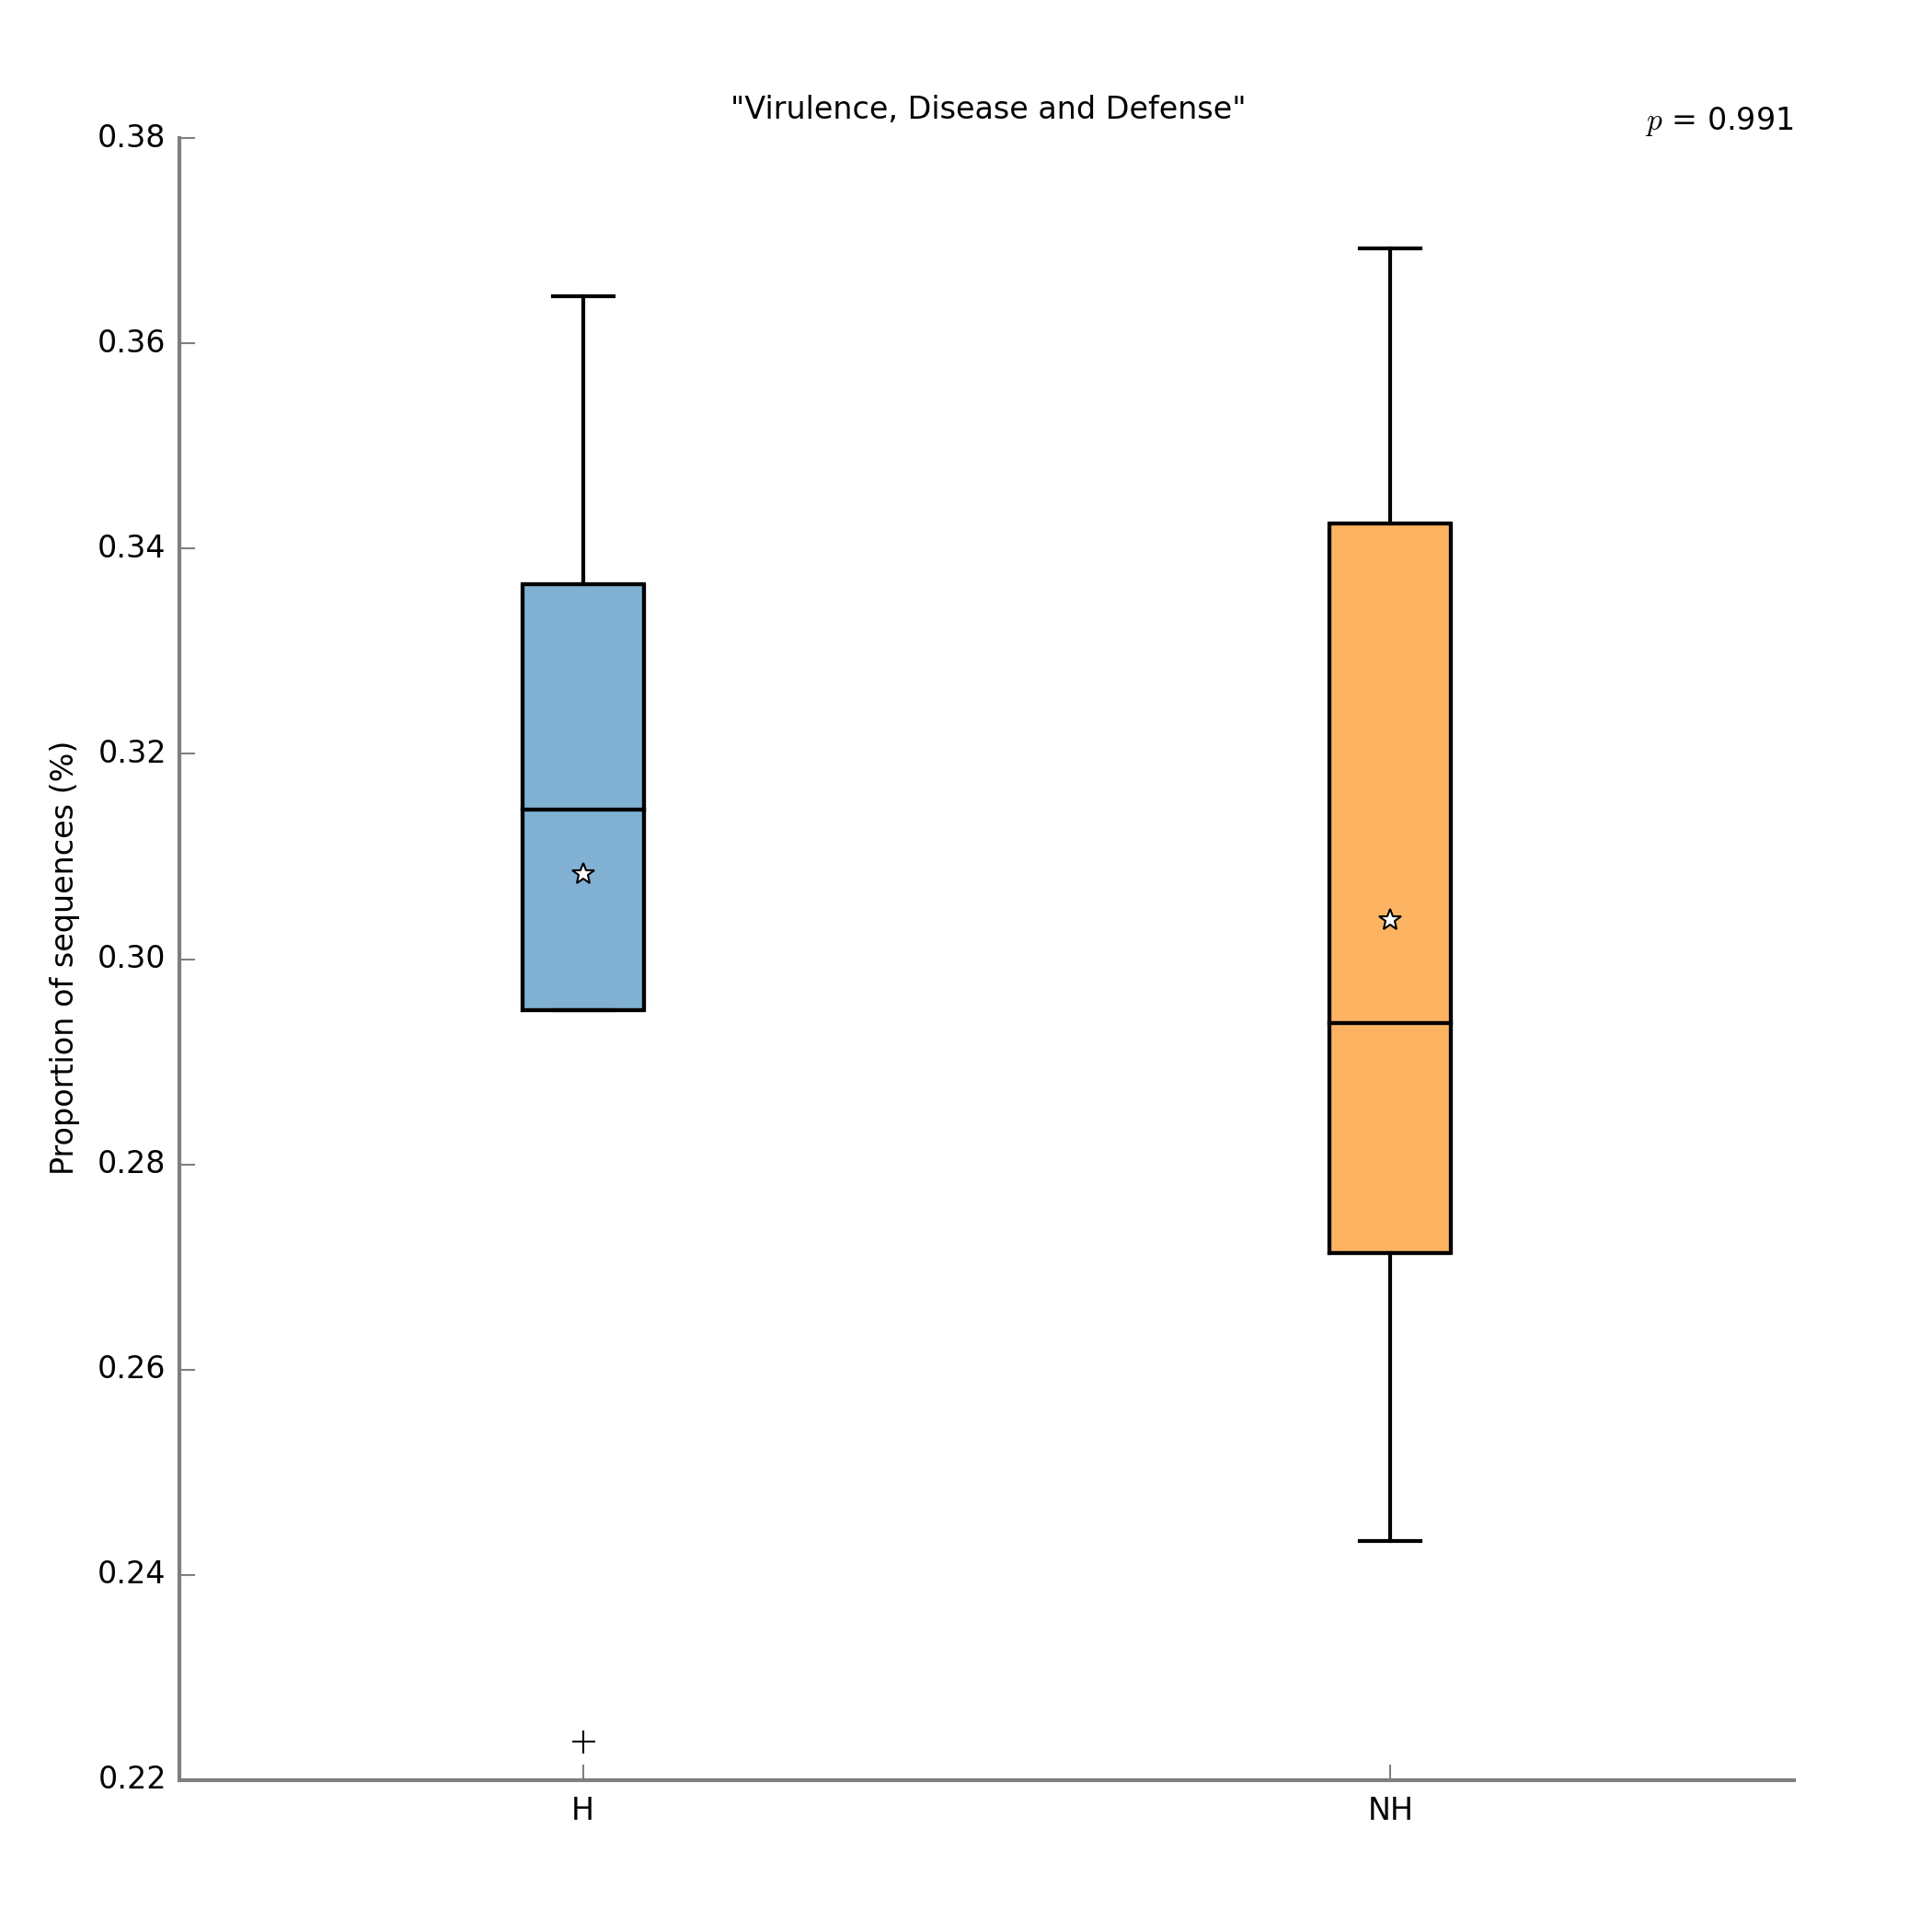 "Virulence, Disease and Defense"
p = 0.991
0.38
0.36
0.34
0.32
0.30
0.28
0.26
0.24
0.22
Proportion of sequences (%)
H
NH